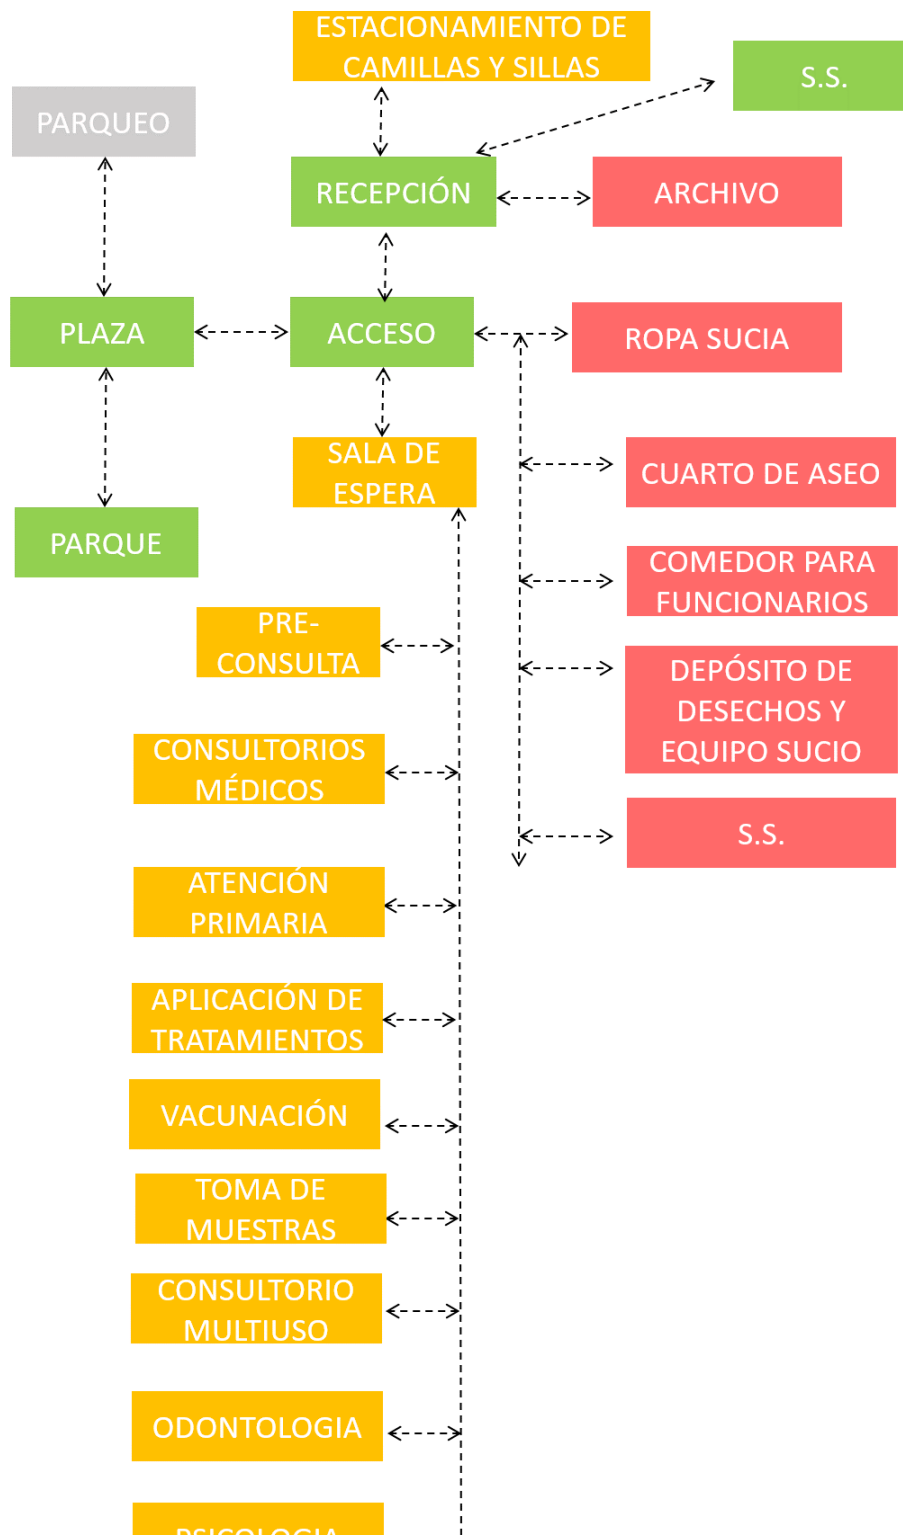 ESTACIONAMIENTO DE
CAMILLAS Y SILLAS
S.S.
PARQUEO
RECEPCIÓN
ARCHIVO
PLAZA
ACCESO
ROPA SUCIA
SALA DE
ESPERA
CUARTO DE ASEO
PARQUE
COMEDOR PARA
FUNCIONARIOS
PRE-
CONSULTA
DEPÓSITO DE
DESECHOS Y
EQUIPO SUCIO
CONSULTORIOS
MÉDICOS
S.S.
ATENCIÓN
PRIMARIA
APLICACIÓN DE
TRATAMIENTOS
VACUNACIÓN
TOMA DE
MUESTRAS
CONSULTORIO
MULTIUSO
ODONTOLOGIA
PSICOLOGIA